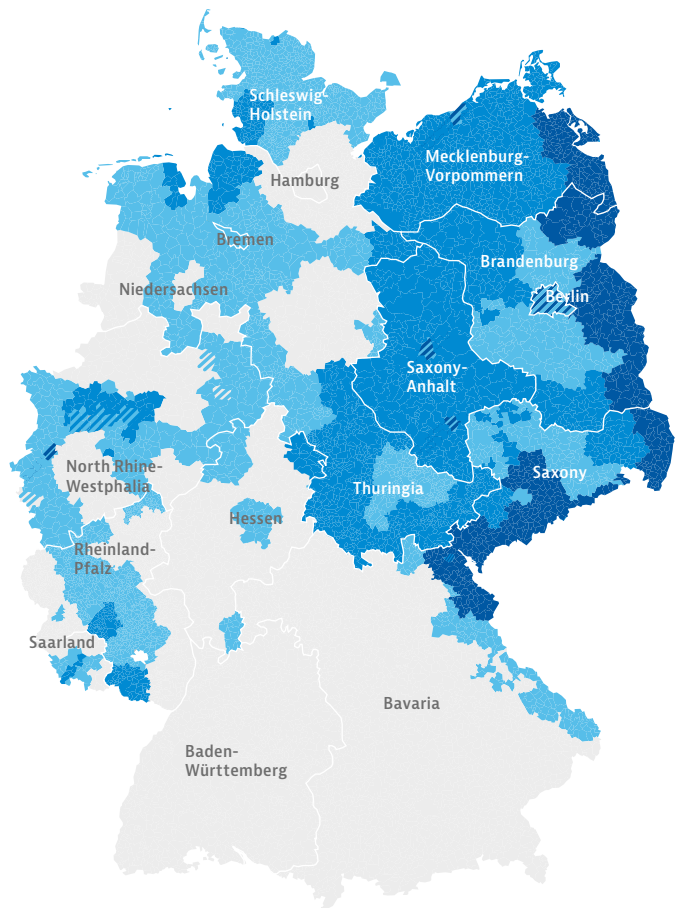 Schleswig-
Holstein
Mecklenburg-
Vorpommern
Hamburg
Bremen
Brandenburg
Niedersachsen
Berlin
Saxony-
Anhalt
North Rhine-
Westphalia
Saxony
Thuringia
Hessen
Rheinland-
Pfalz
Saarland
Bavaria
Baden-
Württemberg